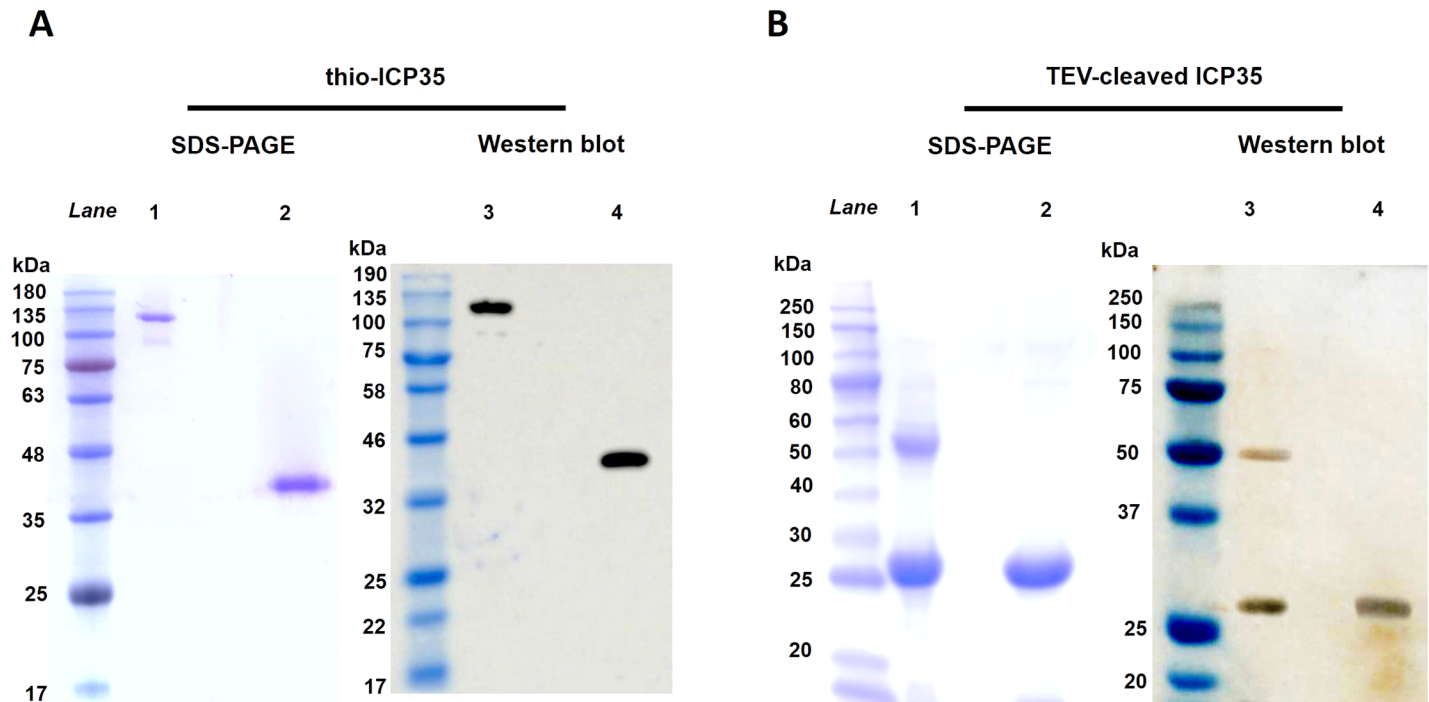 A
thio-ICP35
SDS-PAGE
Western blot
Lane 1 2
3 4
kDa
180
135
100
75
63
48
35
25
17
kDa
190
135
100
75
58
46
32
25
22
17
B
TEV-cleaved ICP35
SDS-PAGE
Western blot
Lane 1 2
3 4
kDa
250
150
100
80
60
50
40
30
25
20
kDa
250
150
100
75
50
37
25
20